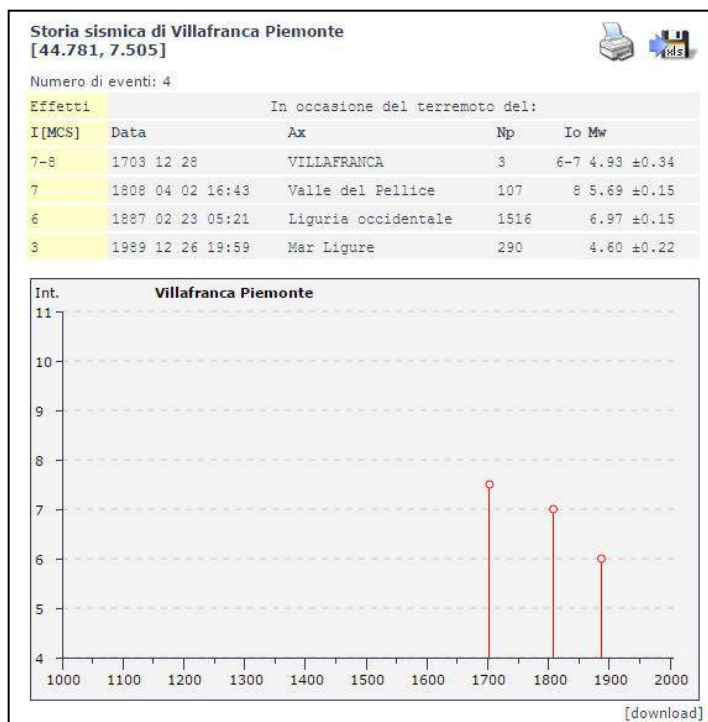 Storia sismica di Villafranca Piemonte
[44.781, 7.505]
xls
Numero di eventi: 4
Effetti In occasione del terremoto del:
I[MCS] Data Ax Np Io Mw
7-8 1703 12 28 VILLAFRANCA 3 6-7 4.93 ±0.34
7 1808 04 02 16:43 Valle del Pellice 107 8 5.69 ±0.15
6 1887 02 23 05:21 Liguria occidentale 1516 6.97 ±0.15
3 1989 12 26 19:59 Mar Ligure 290 4.60 ±0.22
Int. Villafranca Piemonte
11
10
9
8
7
6
5
4
1000 1100 1200 1300 1400 1500 1600 1700 1800 1900 2000
[download]